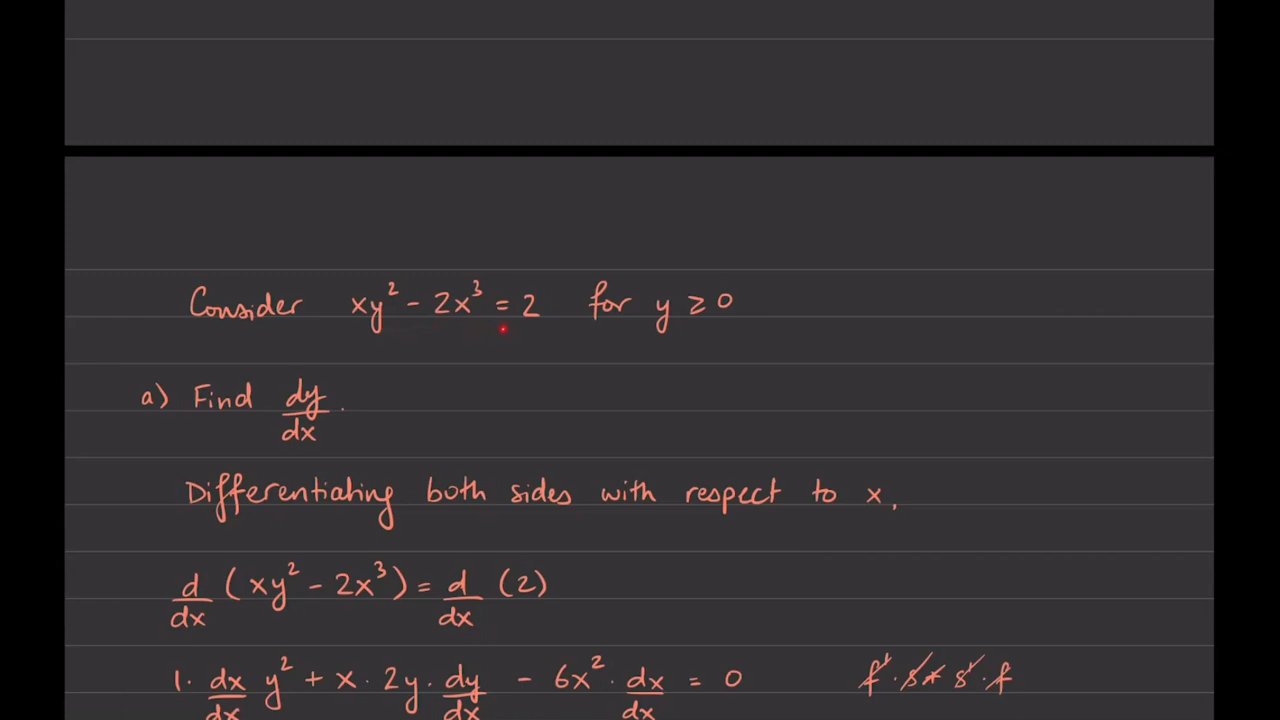 Consider xy² - 2x³ = 2 for y ≥ 0
a) Find dy/dx.
Differentiating both sides with respect to x,
d/dx (xy² - 2x³) = d/dx (2)
1. dx/dx y² + x · 2y · dy/dx - 6x² · dx/dx = 0